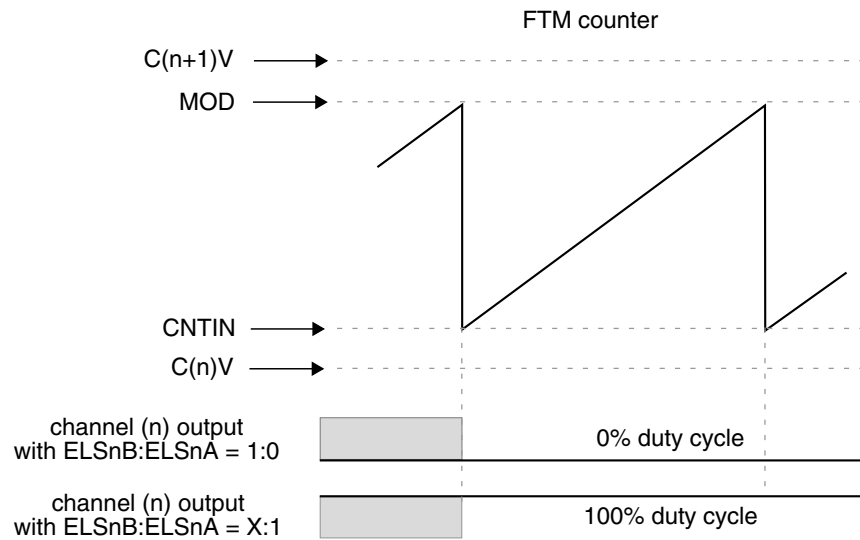 FTM counter
C(n+1)V
MOD
CNTIN
C(n)V
channel (n) output
with ELSnB:ELSnA = 1:0
0% duty cycle
channel (n) output
with ELSnB:ELSnA = X:1
100% duty cycle